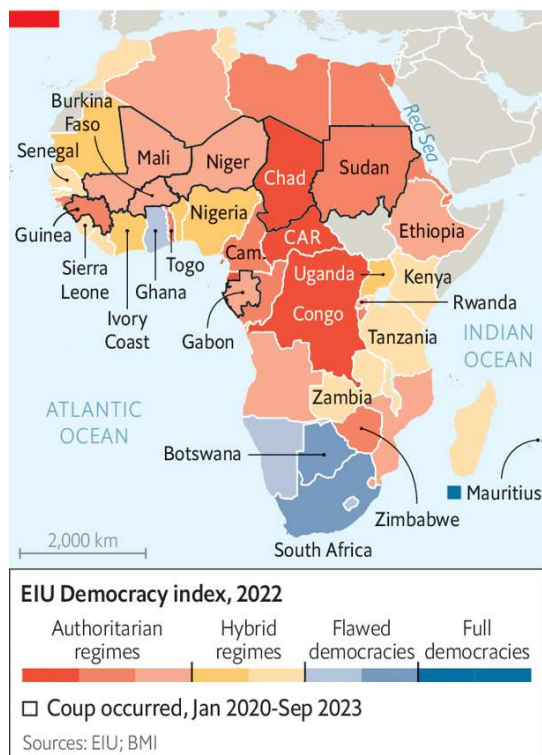 Burkina
Faso
Red Sea
Senegal
Mali
Niger
Chad
Sudan
Guinea
Nigeria
Ethiopia
Sierra
Leone
Ghana
Togo
Cam.
CAR
Uganda
Kenya
Ivory
Coast
Gabon
Congo
Rwanda
Tanzania
INDIAN
OCEAN
Zambia
ATLANTIC
OCEAN
Botswana
Mauritius
Zimbabwe
2,000 km
South Africa
EIU Democracy index, 2022
Authoritarian
regimes
Hybrid
regimes
Flawed
democracies
Full
democracies
Coup occurred, Jan 2020-Sep 2023
Sources: EIU; BMI